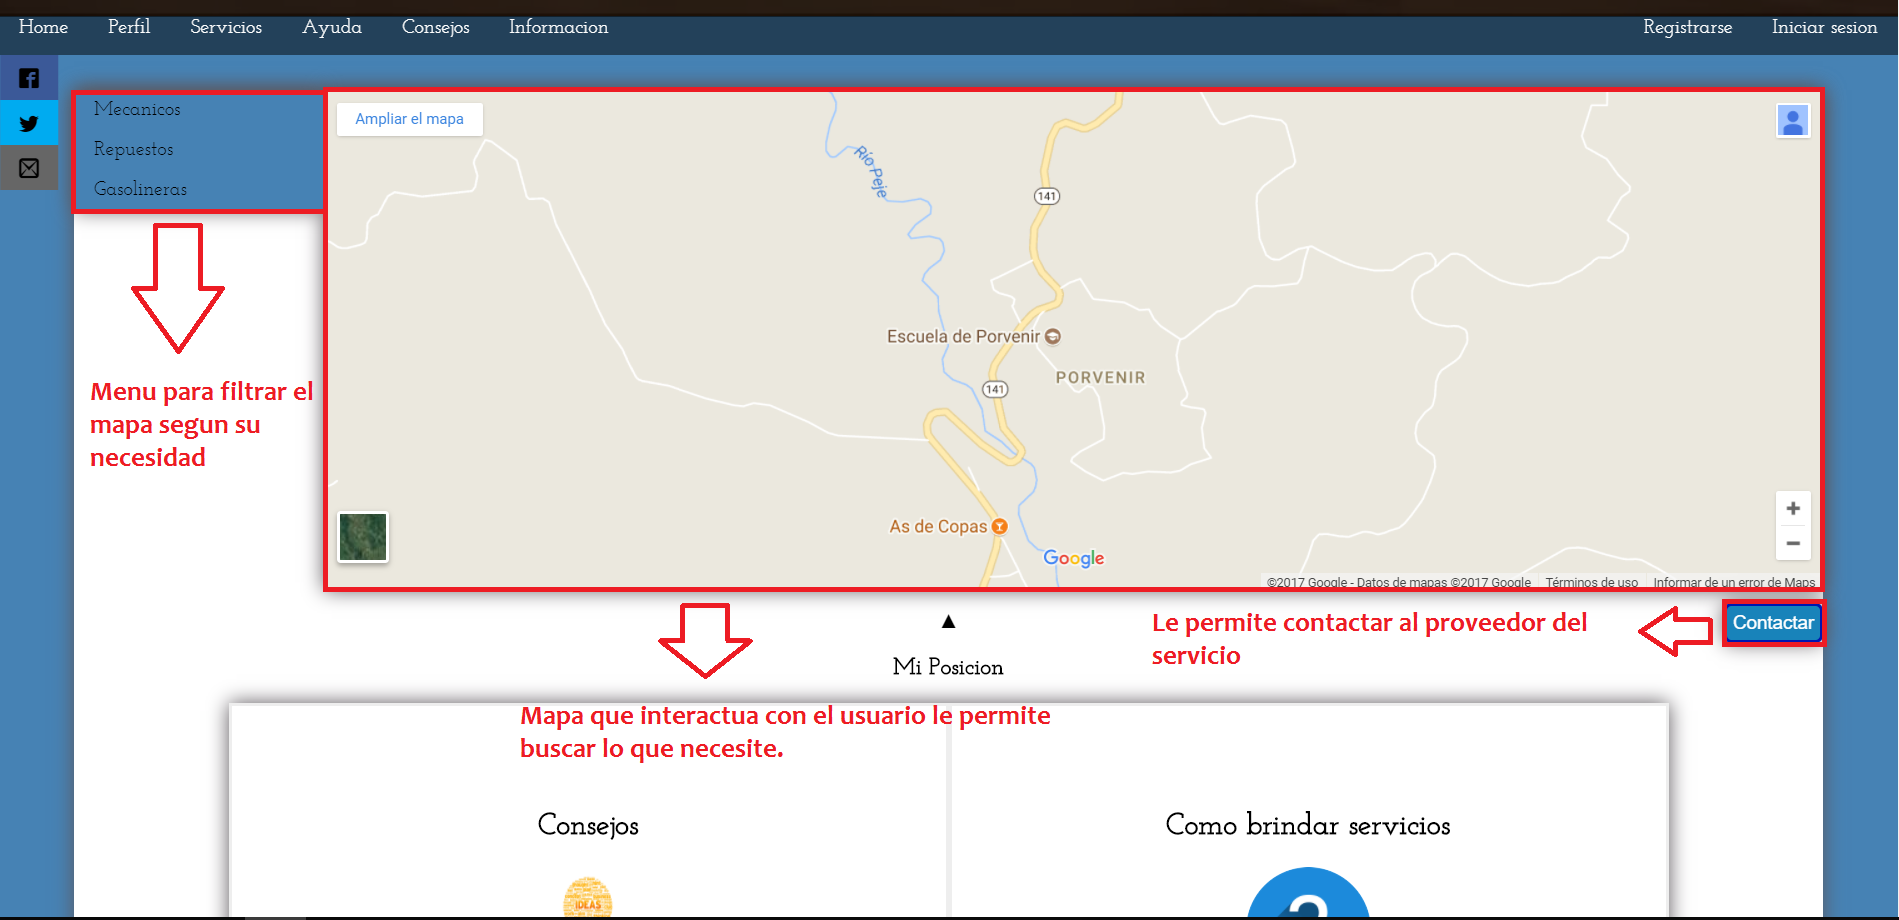 Home Perfil Servicios Ayuda Consejos Informacion Registrarse Iniciar sesion
Mecanicos
Repuestos
Gasolineras
Ampliar el mapa
Río Peje
141
Escuela de Porvenir
PORVENIR
141
As de Copas
Google
©2017 Google - Datos de mapas ©2017 Google Términos de uso Informar de un error de Maps
Menu para filtrar el
mapa segun su
necesidad
Contactar
Le permite contactar al proveedor del
servicio
Mi Posicion
Mapa que interactua con el usuario le permite
buscar lo que necesite.
Consejos
Como brindar servicios
IDEAS
?